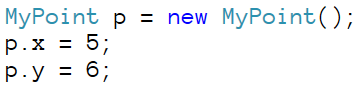 MyPoint p = new MyPoint();
p.x = 5;
p.y = 6;